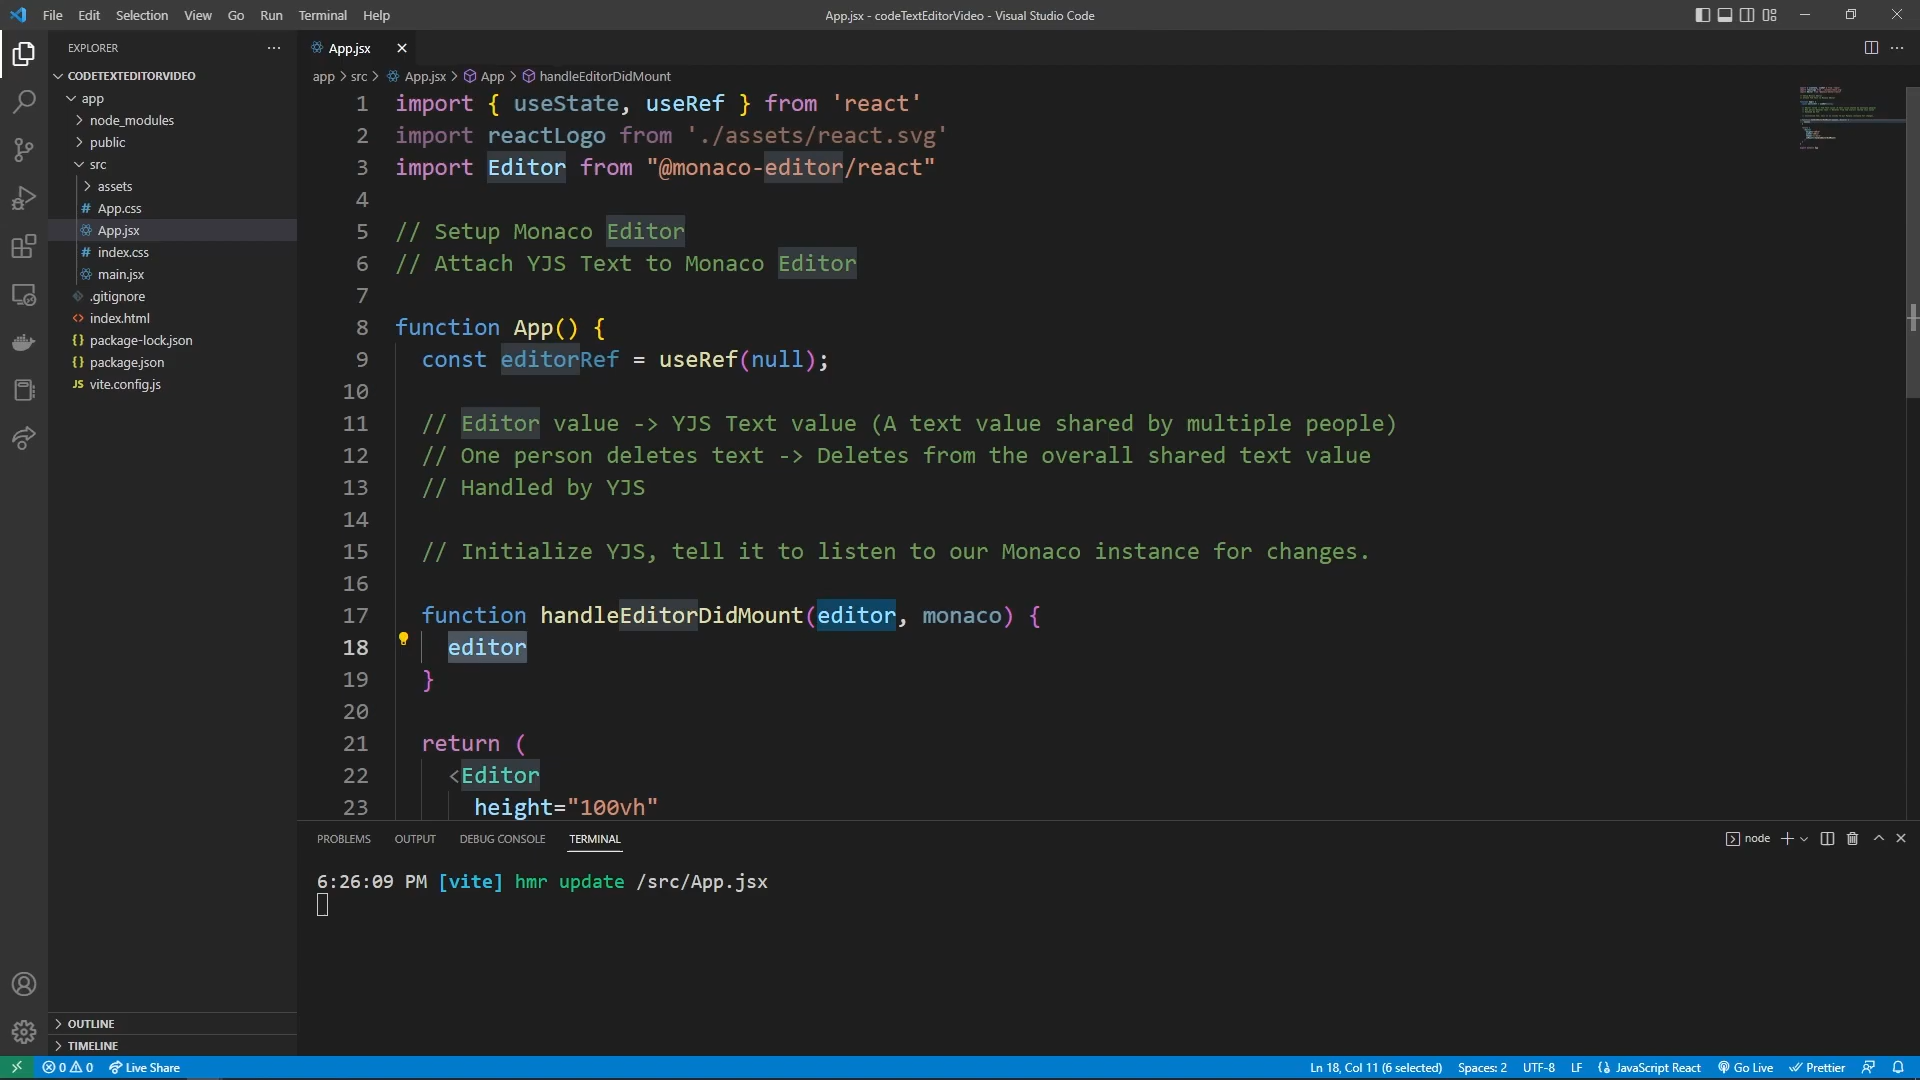 File Edit Selection View Go Run Terminal Help
App.jsx - codeTextEditorVideo - Visual Studio Code
EXPLORER
CODETEXTEDITORVIDEO
app
node_modules
public
src
assets
# App.css
App.jsx
# index.css
main.jsx
.gitignore
<> index.html
{} package-lock.json
{} package.json
JS vite.config.js
OUTLINE
TIMELINE
App.jsx
app > src > App.jsx > App > handleEditorDidMount
1 import { useState, useRef } from 'react'
2 import reactLogo from './assets/react.svg'
3 import Editor from "@monaco-editor/react"
4
5 // Setup Monaco Editor
6 // Attach YJS Text to Monaco Editor
7
8 function App() {
9 const editorRef = useRef(null);
10
11 // Editor value -> YJS Text value (A text value shared by multiple people)
12 // One person deletes text -> Deletes from the overall shared text value
13 // Handled by YJS
14
15 // Initialize YJS, tell it to listen to our Monaco instance for changes.
16
17 function handleEditorDidMount(editor, monaco) {
18 editor
19 }
20
21 return (
22 <Editor
23 height="100vh"
PROBLEMS OUTPUT DEBUG CONSOLE TERMINAL
node
6:26:09 PM [vite] hmr update /src/App.jsx
0 0 Live Share
Ln 18, Col 11 (6 selected) Spaces: 2 UTF-8 LF JavaScript React Go Live Prettier